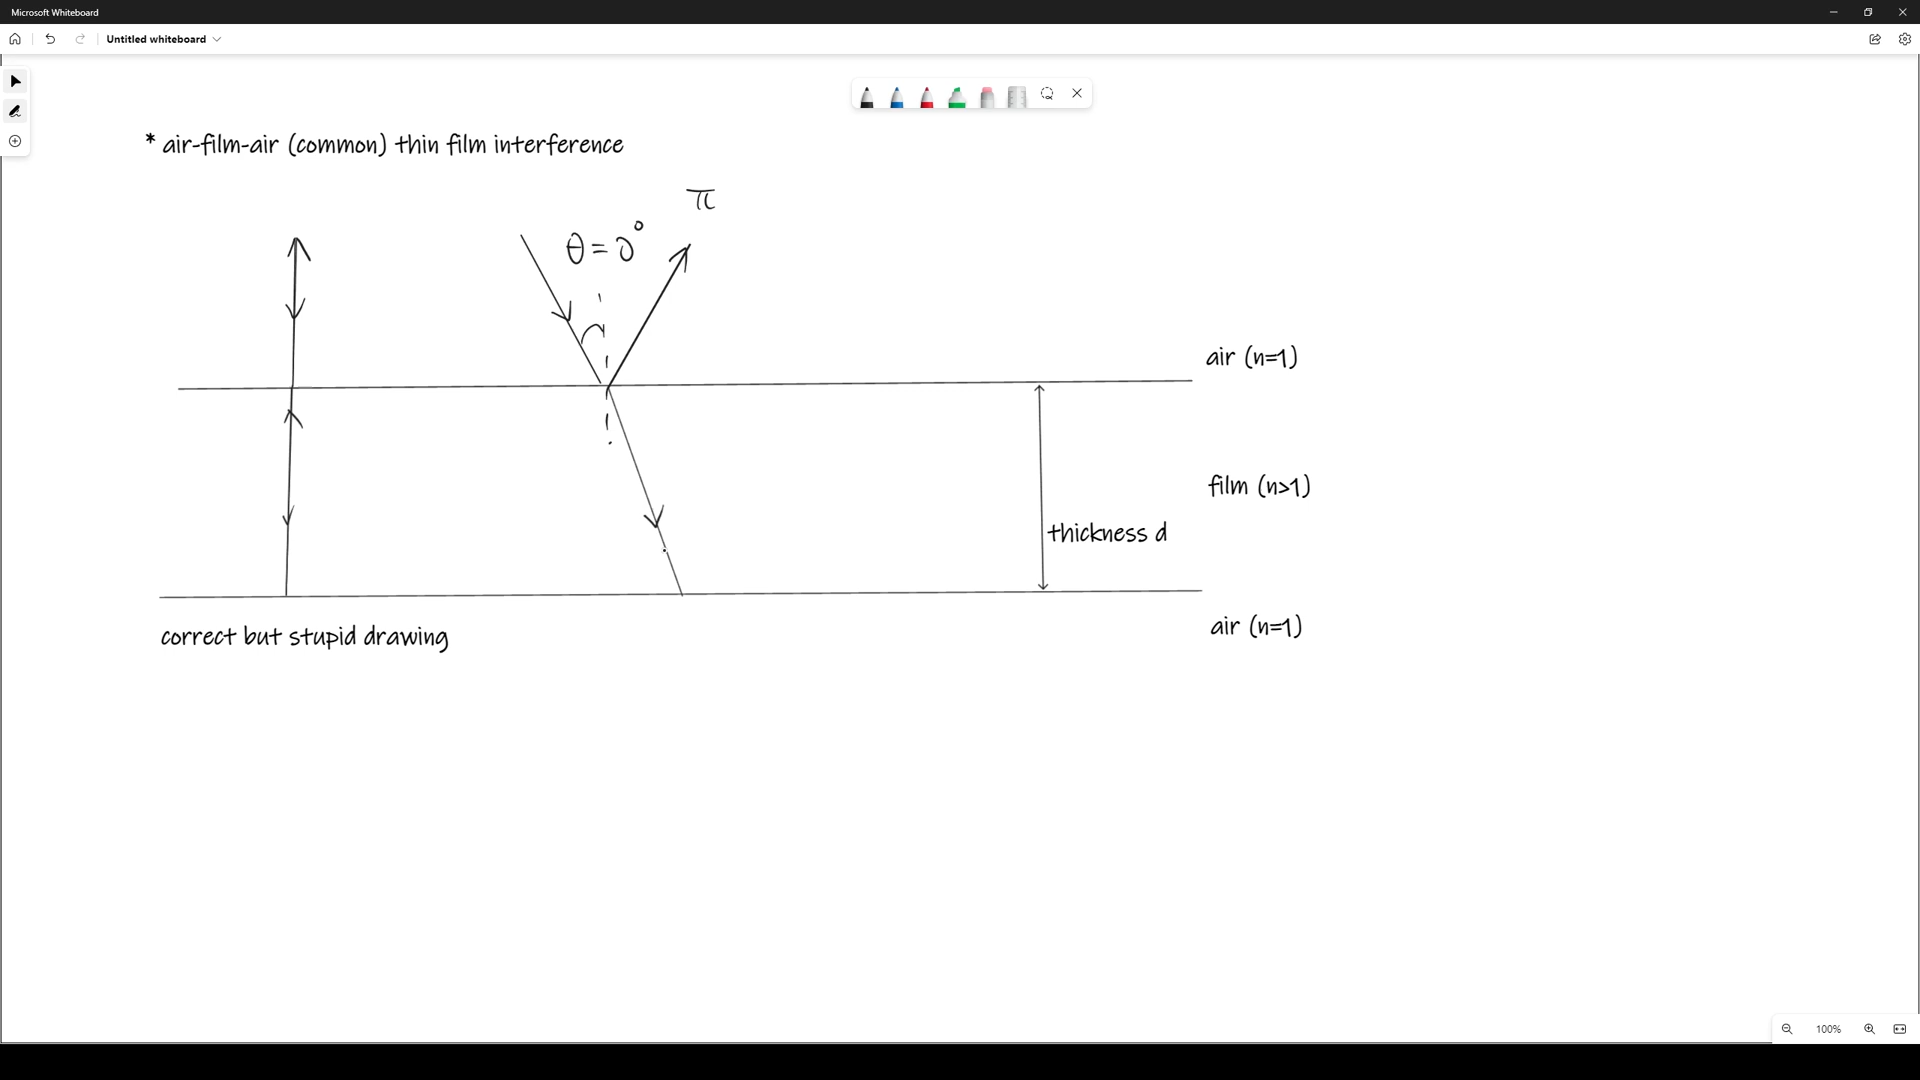 Microsoft Whiteboard
Untitled whiteboard
* air-film-air (common) thin film interference
π
θ = 0°
air (n=1)
film (n>1)
thickness d
air (n=1)
correct but stupid drawing
100%